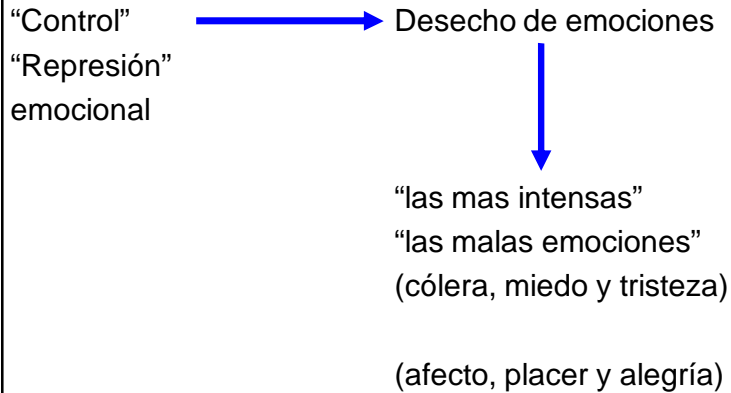 “Control”
Desecho de emociones
“Represión”
emocional
“las mas intensas”
“las malas emociones”
(cólera, miedo y tristeza)
(afecto, placer y alegría)